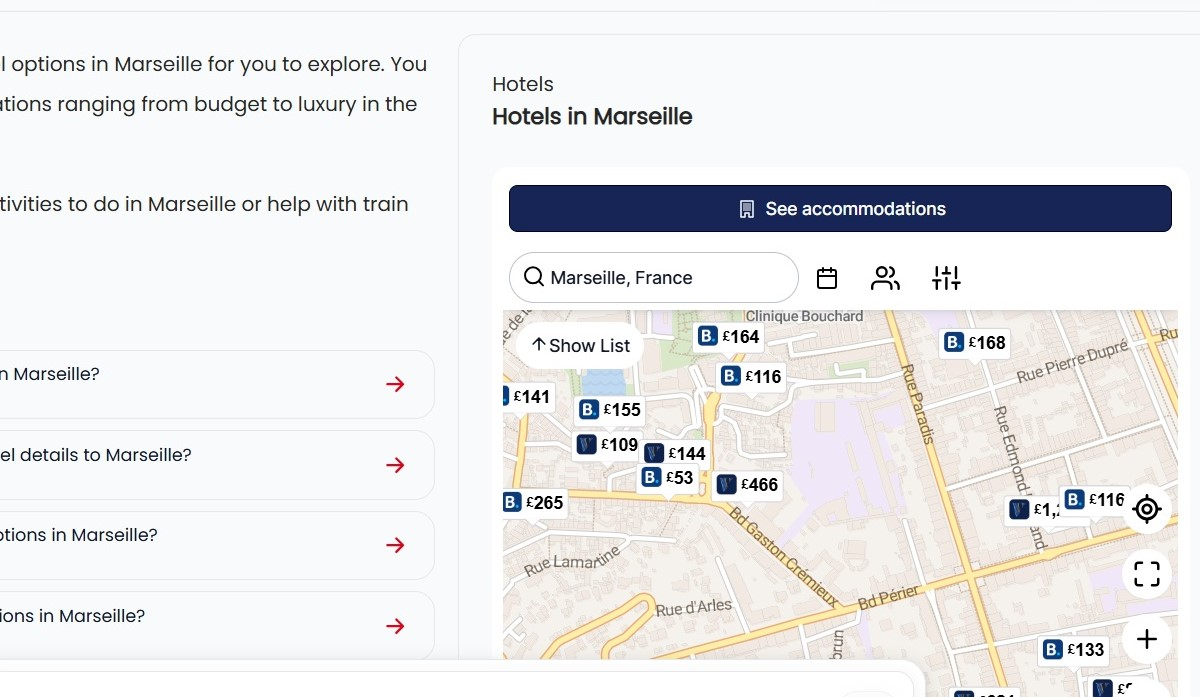 l options in Marseille for you to explore. You
ations ranging from budget to luxury in the
tivities to do in Marseille or help with train
n Marseille?
el details to Marseille?
ptions in Marseille?
ions in Marseille?
Hotels
Hotels in Marseille
See accommodations
Marseille, France
Show List
Clinique Bouchard
B. £164
B. £168
Rue Pierre Dupré
Ru
B. £116
£141
B. £155
Rue Paradis
V £109
V £144
B. £53
V £466
B. £265
Rue Edmond
and
V £1,
B. £116
Bd Gaston Crémieux
Rue Lamartine
Bd Périer
Rue d'Arles
brun
B. £133